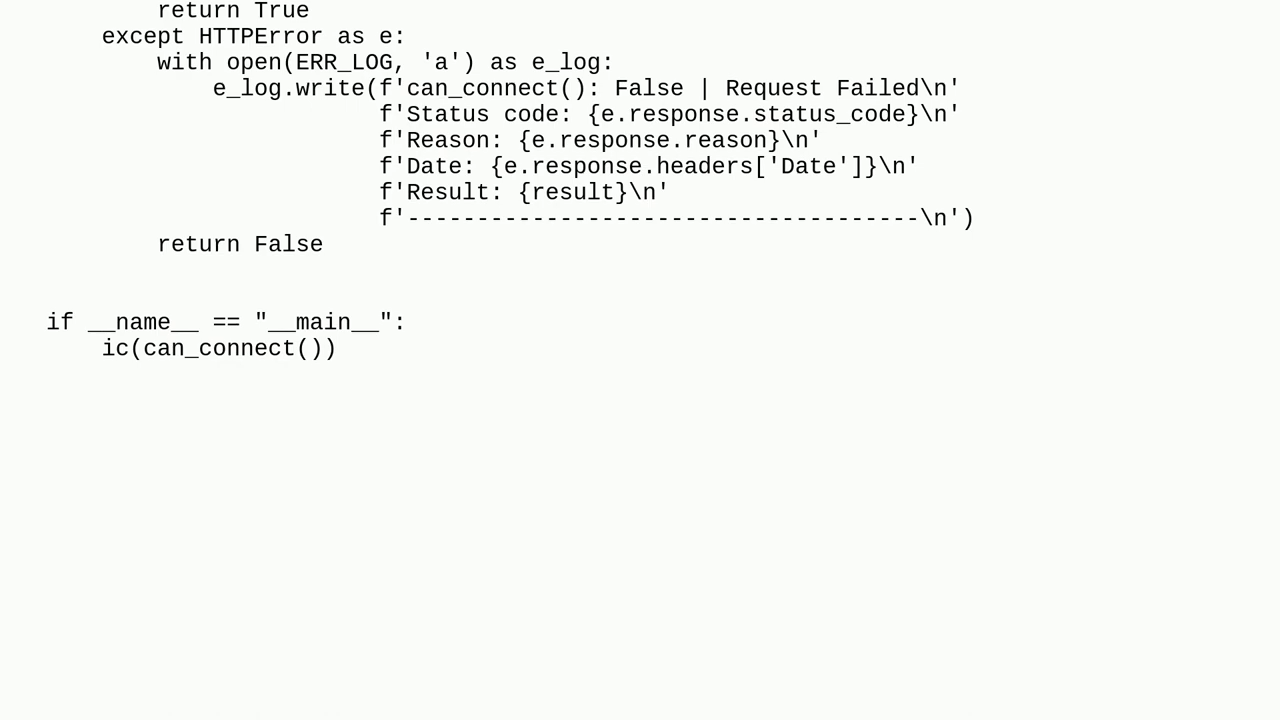 return True
    except HTTPError as e:
        with open(ERR_LOG, 'a') as e_log:
            e_log.write(f'can_connect(): False | Request Failed\n'
                        f'Status code: {e.response.status_code}\n'
                        f'Reason: {e.response.reason}\n'
                        f'Date: {e.response.headers['Date']}\n'
                        f'Result: {result}\n'
                        f'-------------------------------------\n')
        return False
if __name__ == "__main__":
    ic(can_connect())